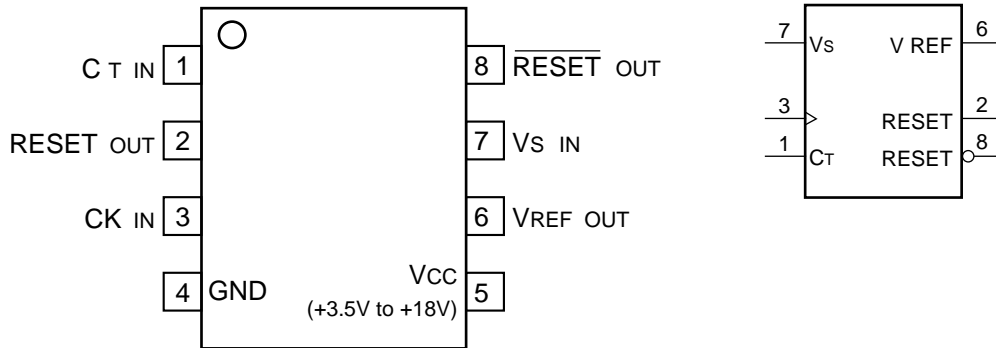 CT IN 1
8 RESET OUT
RESET OUT 2
7 VS IN
CK IN 3
6 VREF OUT
4 GND
VCC 5
(+3.5V to +18V)
7 VS
V REF 6
3
RESET 2
1 CT
RESET 8